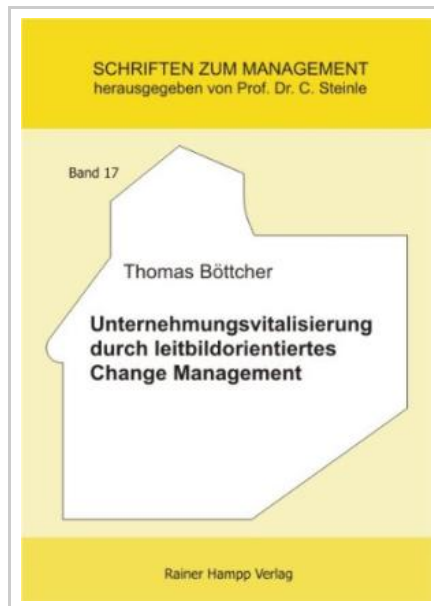 SCHRIFTEN ZUM MANAGEMENT
herausgegeben von Prof. Dr. C. Steinle
Band 17
Thomas Böttcher
Unternehmungsvitalisierung
durch leitbildorientiertes
Change Management
Rainer Hampp Verlag